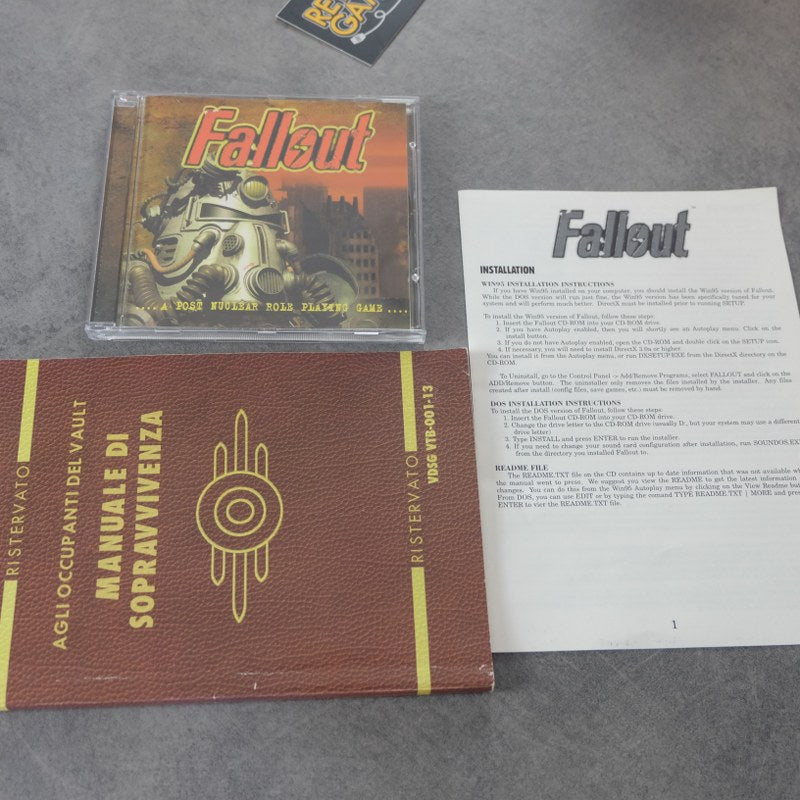 RE
GA
Fallout
....A POST NUCLEAR ROLE PLAYING GAME....
RISTERVATO
AGLI OCCUPANTI DEL VAULT
MANUALE DI
SOPRAVVIVENZA
RISTERVATO
VDSG VTB-001-13
Fallout
INSTALLATION
WIN95 INSTALLATION INSTRUCTIONS
If you have Win95 installed on your computer, you should install the Win95 version of Fallout.
While the DOS version will run just fine, the Win95 version has been specifically tuned for your
system and will perform much better. DirectX must be installed prior to running SETUP.
To install the Win95 version of Fallout, follow these steps:
1. Insert the Fallout CD-ROM into your CD-ROM drive.
2. If you have Autoplay enabled, then you will shortly see an Autoplay menu. Click on the
install button.
3. If you do not have Autoplay enabled, open the CD-ROM and double click on the SETUP icon.
4. If necessary, you will need to install DirectX 3.0a or higher.
You can install it from the Autoplay menu, or run DXSETUP.EXE from the DirectX directory on the
CD-ROM.
To Uninstall, go to the Control Panel -> Add/Remove Programs, select FALLOUT and click on the
ADD/Remove button. The uninstaller only removes the files installed by the installer. Any files
created after install (config files, save games, etc.) must be removed by hand.
DOS INSTALLATION INSTRUCTIONS
To install the DOS version of Fallout, follow these steps:
1. Insert the Fallout CD-ROM into your CD-ROM drive.
2. Change the drive letter to the CD-ROM drive (usually D:, but your system may use a different
drive letter)
3. Type INSTALL and press ENTER to run the installer.
4. If you need to change your sound card configuration after installation, run SOUNDOS.EX
from the directory you installed Fallout to.
README FILE
The README.TXT file on the CD contains up to date information that was not available wh
the manual went to press. We suggest you view the README to get the latest information
changes. You can do this from the Win95 Autoplay menu by clicking on the View Readme but
From DOS, you can use EDIT or by typing the comand TYPE README.TXT | MORE and pres
ENTER to vier the README.TXT file.
1